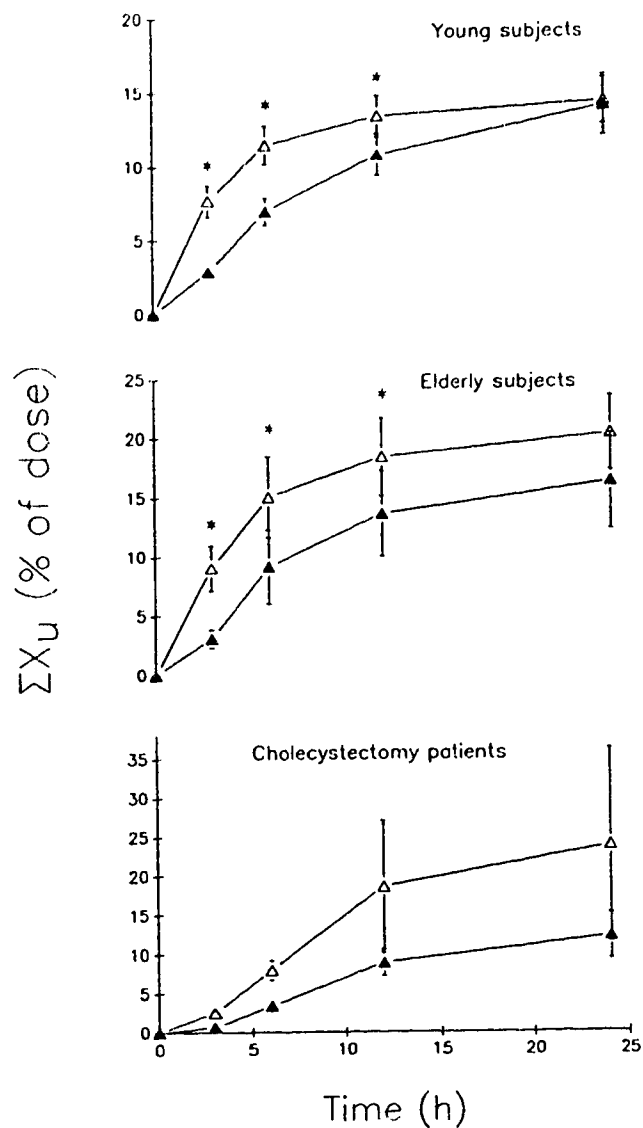 ΣXu (% of dose)
Young subjects
20
15
10
5
0
* * *
Elderly subjects
25
20
15
10
5
0
* * *
Cholecystectomy patients
35
30
25
20
15
10
5
0
0 5 10 15 20 25
Time (h)